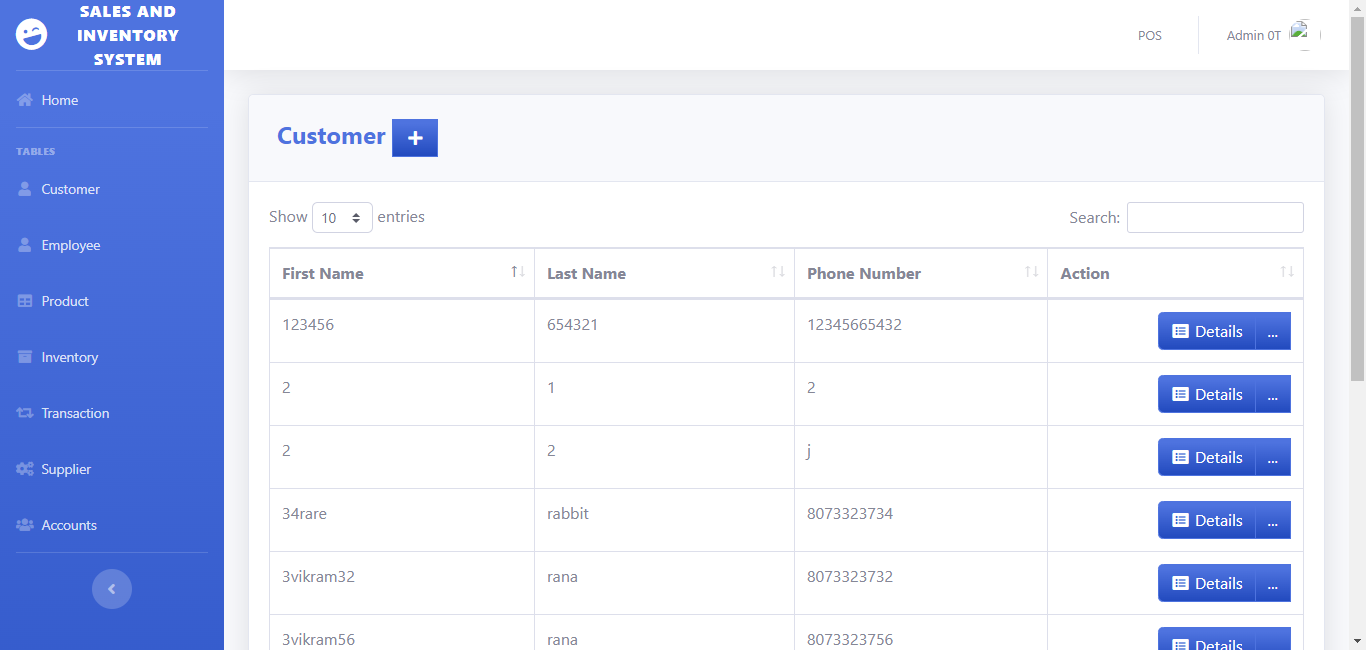 SALES AND
INVENTORY
SYSTEM
POS
Admin 0T
Home
TABLES
Customer
Employee
Product
Inventory
Transaction
Supplier
Accounts
Customer +
Show 10 entries
Search:
First Name Last Name Phone Number Action
123456 654321 12345665432 Details ...
2 1 2 Details ...
2 2 j Details ...
34rare rabbit 8073323734 Details ...
3vikram32 rana 8073323732 Details ...
3vikram56 rana 8073323756 Details ...